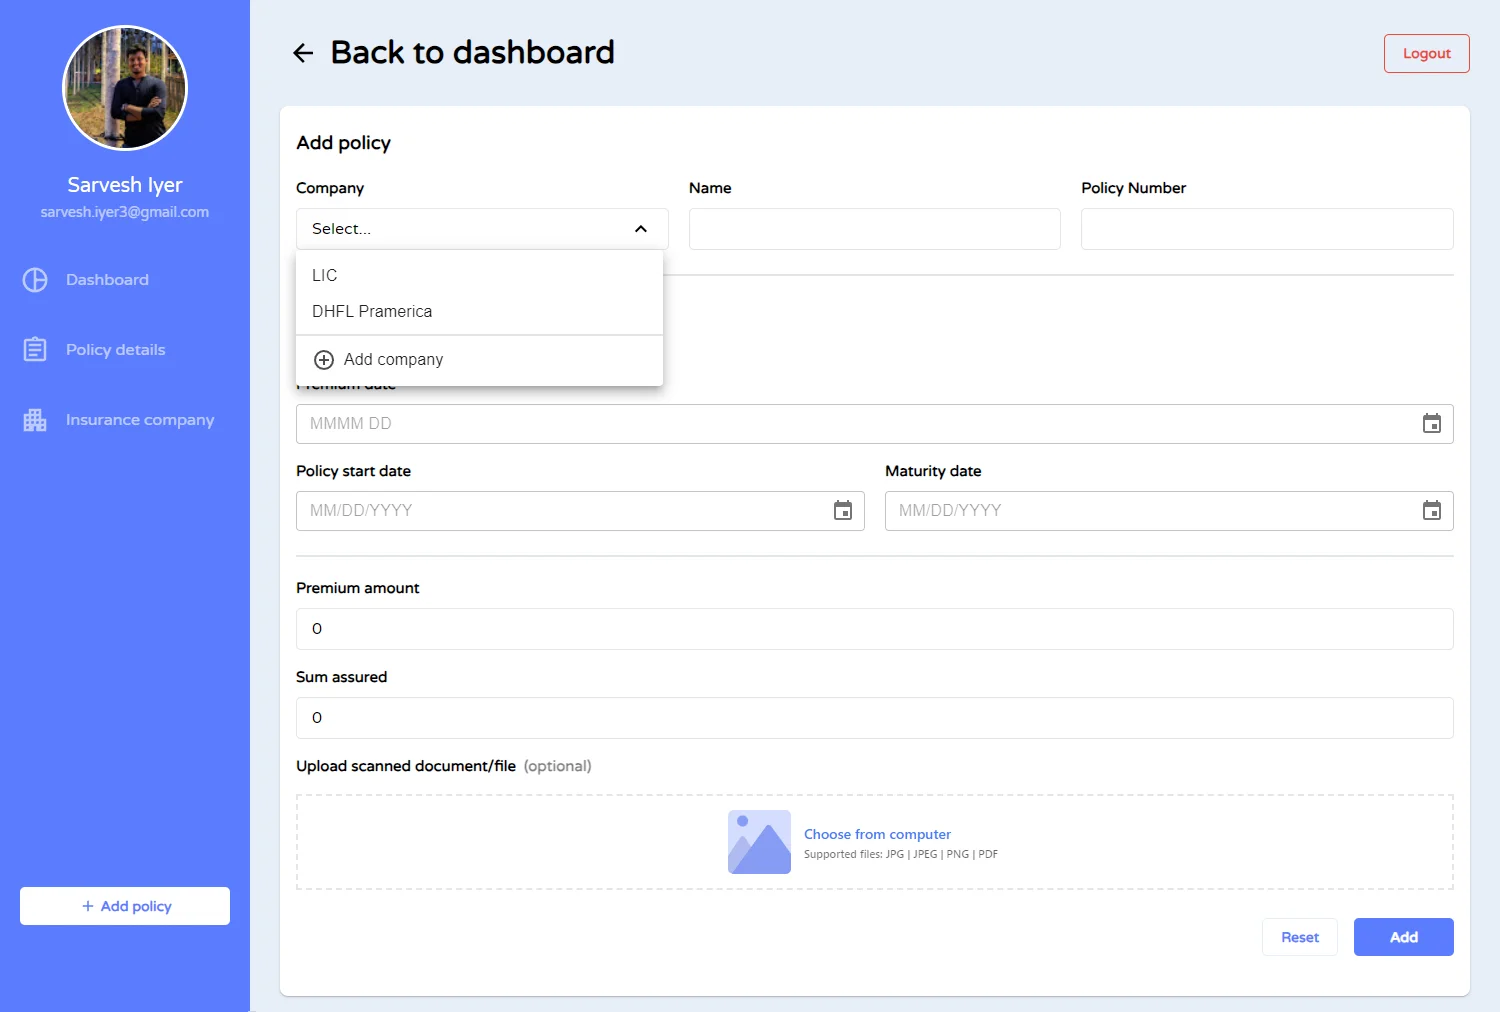 Sarvesh Iyer
sarvesh.iyer3@gmail.com
Dashboard
Policy details
Insurance company
+ Add policy
Back to dashboard
Logout
Add policy
Company
Name
Policy Number
Select...
LIC
DHFL Pramerica
Add company
Premium date
MMMM DD
Policy start date
Maturity date
MM/DD/YYYY
MM/DD/YYYY
Premium amount
0
Sum assured
0
Upload scanned document/file (optional)
Choose from computer
Supported files: JPG | JPEG | PNG | PDF
Reset
Add